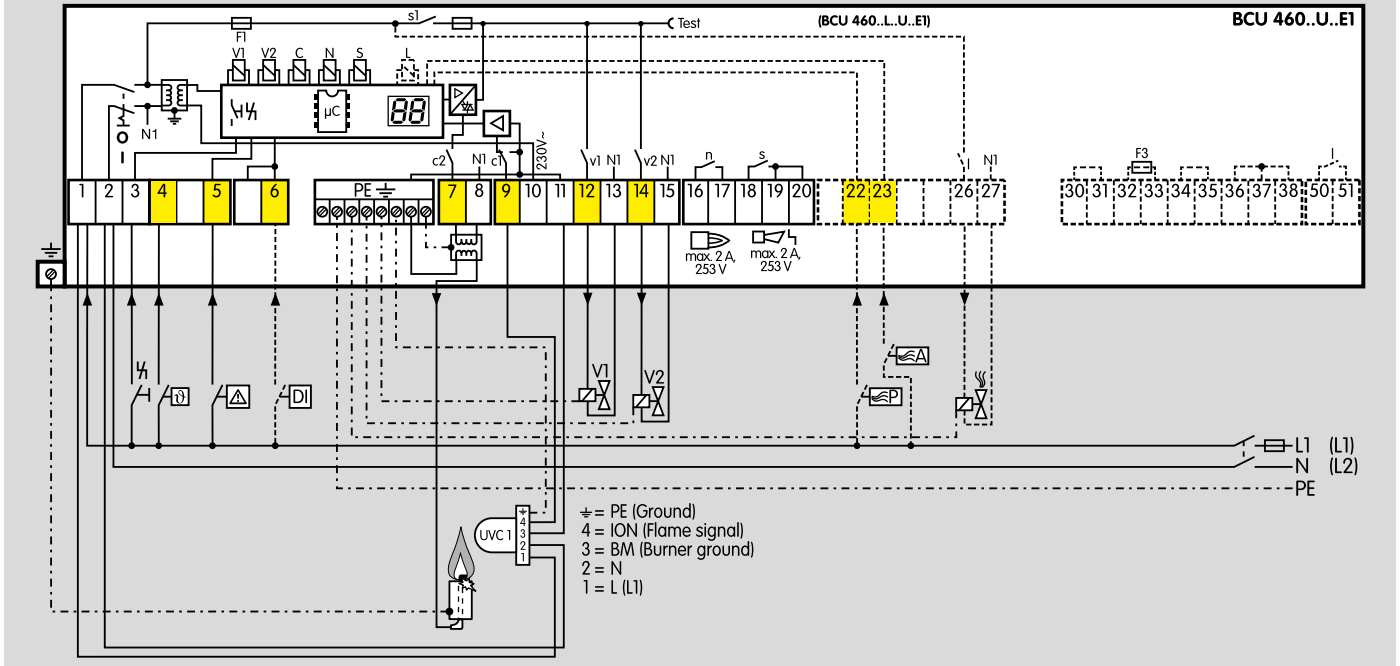 s1
Test
(BCU 460..L..U..E1)
BCU 460..U..E1
F1
V1 V2 C N S L
µC
88
N1
230V~
c2 N1 c1
v1 N1 v2 N1
n s
l N1
F3
l
1 2 3 4 5 6 PE 7 8 9 10 11 12 13 14 15 16 17 18 19 20 22 23 26 27 30 31 32 33 34 35 36 37 38 50 51
max. 2 A, 253 V
max. 2 A, 253 V
ϑ
DI
V1
V2
A
P
L1 (L1)
N (L2)
PE
UVC 1
4
3
2
1
= PE (Ground)
4 = ION (Flame signal)
3 = BM (Burner ground)
2 = N
1 = L (L1)